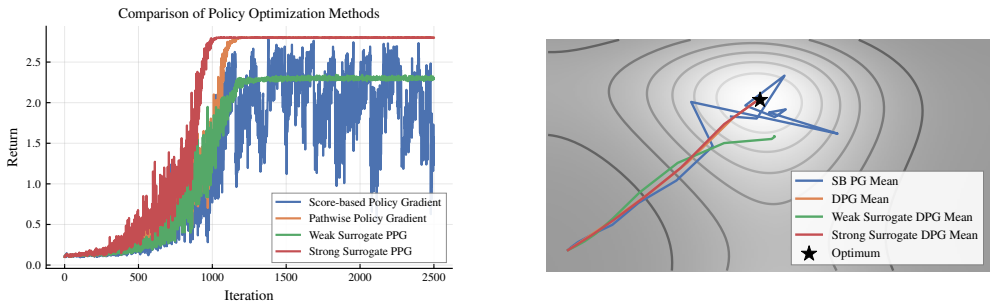 Comparison of Policy Optimization Methods
Return
2.5
2.0
1.5
1.0
0.5
0.0
0
500
1000
1500
2000
2500
Iteration
Score-based Policy Gradient
Pathwise Policy Gradient
Weak Surrogate PPG
Strong Surrogate PPG
SB PG Mean
DPG Mean
Weak Surrogate DPG Mean
Strong Surrogate DPG Mean
Optimum